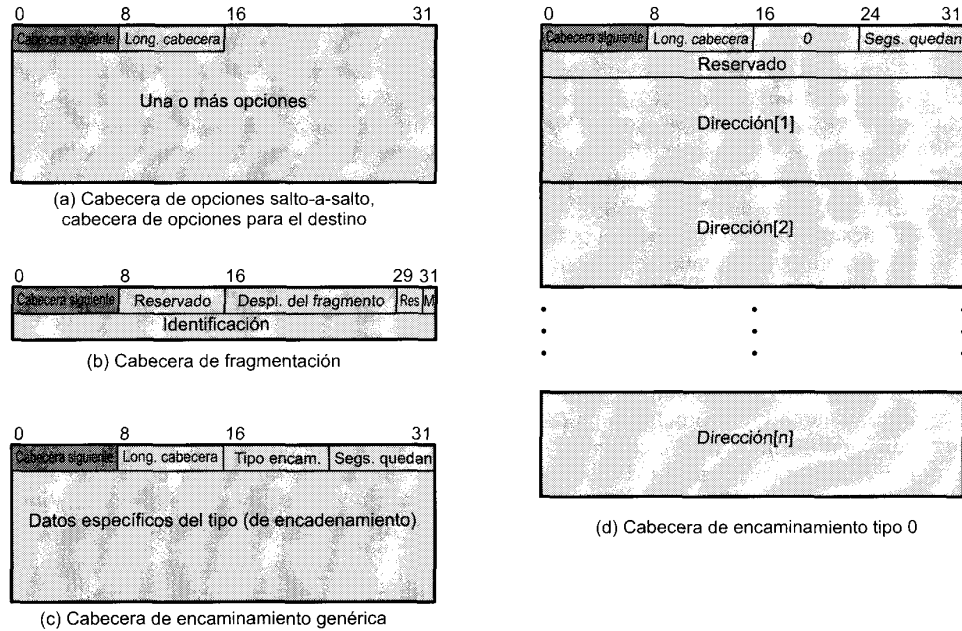 0 8 16 31
Cabecera siguiente Long. cabecera
Una o más opciones
(a) Cabecera de opciones salto-a-salto,
cabecera de opciones para el destino
0 8 16 29 31
Cabecera siguiente Reservado Despl. del fragmento Res M
Identificación
(b) Cabecera de fragmentación
0 8 16 31
Cabecera siguiente Long. cabecera Tipo encam. Segs. quedan
Datos específicos del tipo (de encadenamiento)
(c) Cabecera de encaminamiento genérica
0 8 16 24 31
Cabecera siguiente Long. cabecera 0 Segs. quedan
Reservado
Dirección[1]
Dirección[2]
Dirección[n]
(d) Cabecera de encaminamiento tipo 0